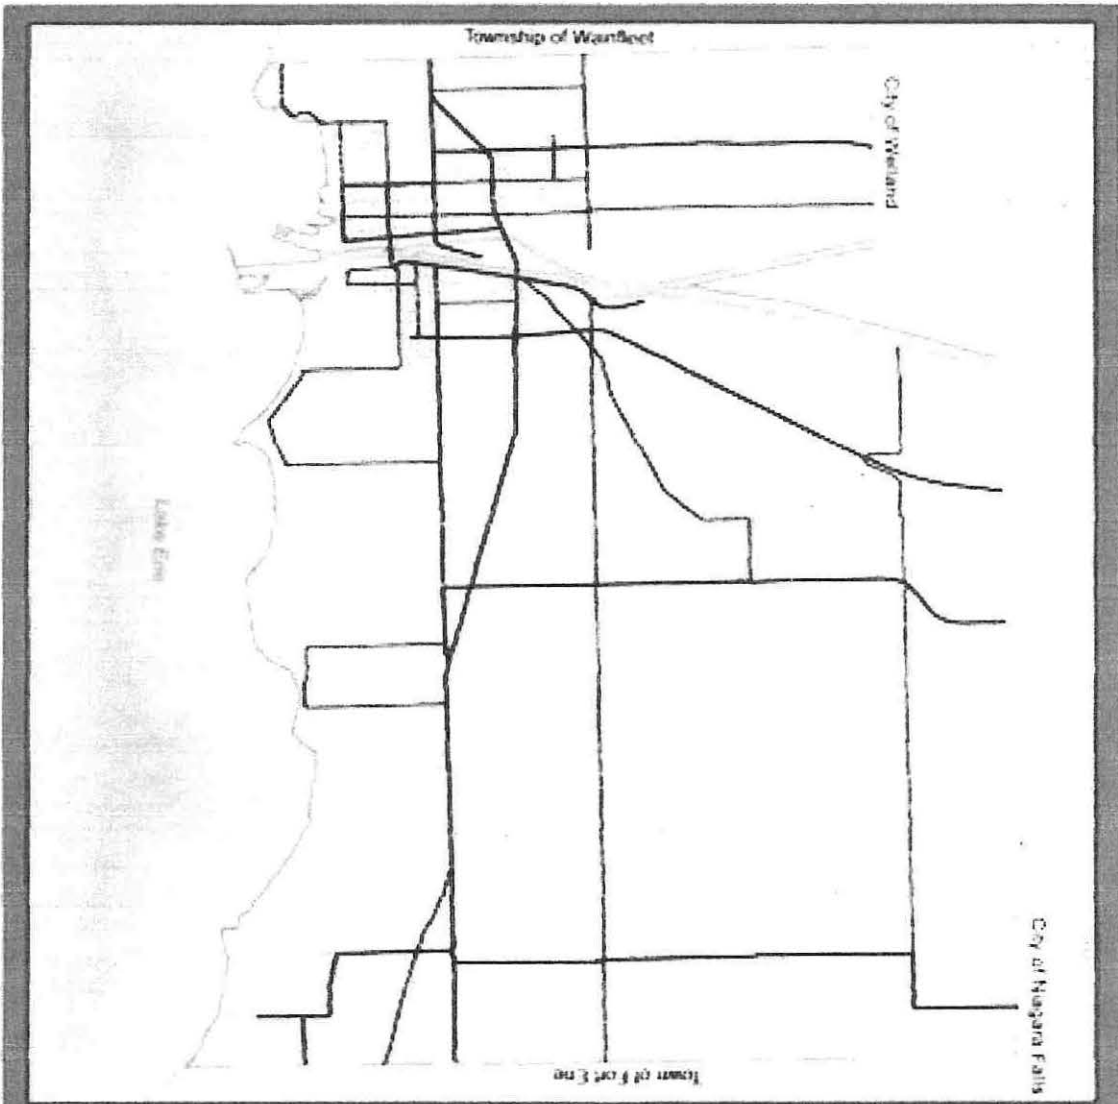 Township of Wainfleet
City of Welland
Lake Erie
City of Niagara Falls
Town of Fort Erie